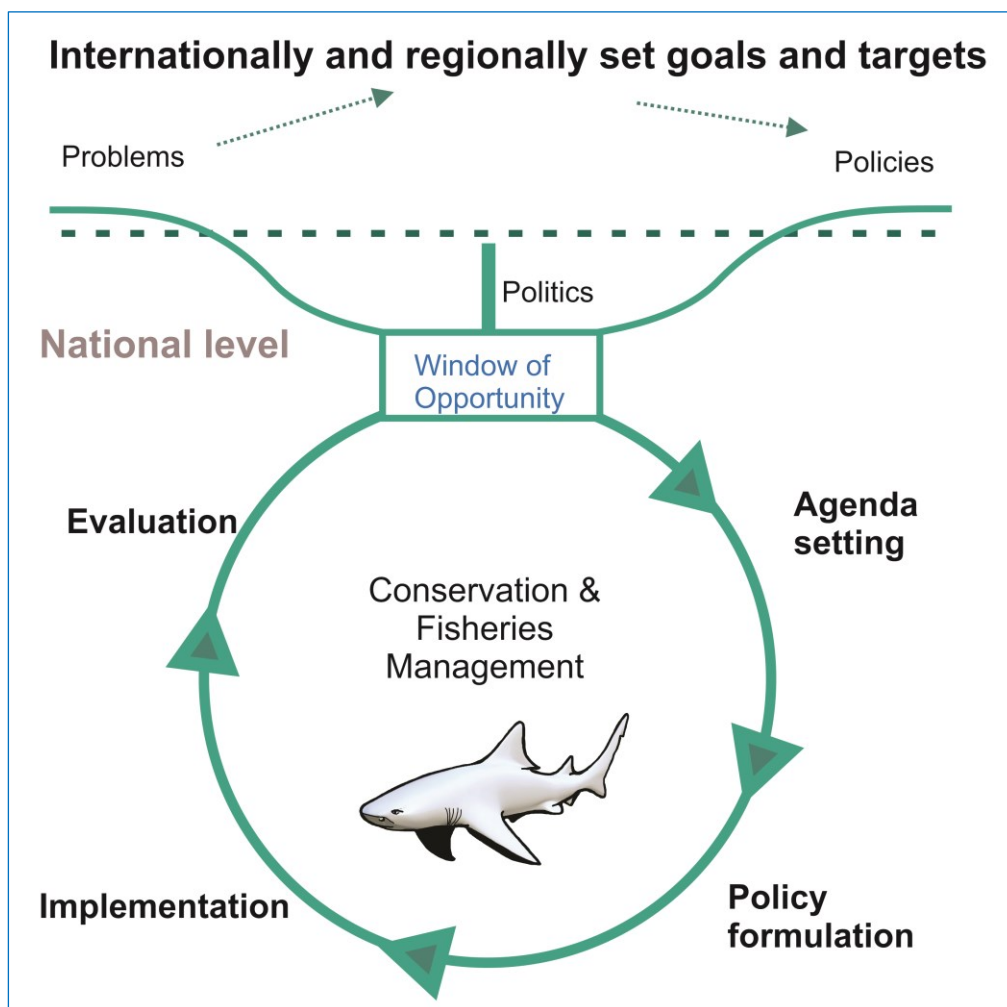 Internationally and regionally set goals and targets
Problems
Policies
Politics
National level
Window of
Opportunity
Evaluation
Agenda
setting
Conservation &
Fisheries
Management
Implementation
Policy
formulation